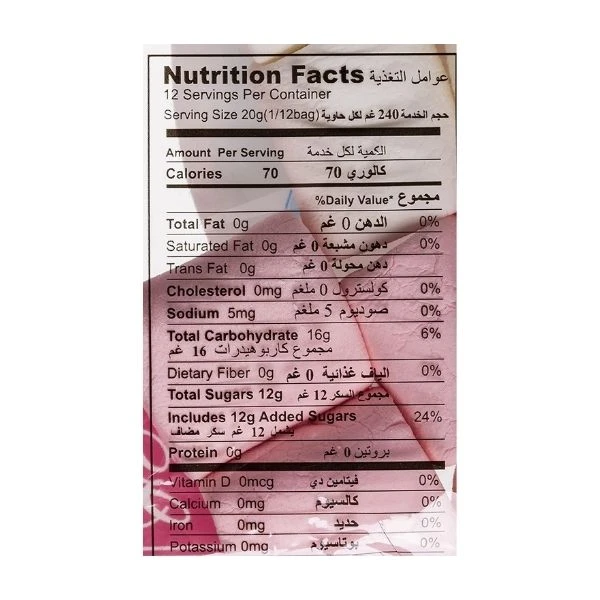 Nutrition Facts عوامل التغذية
12 Servings Per Container
Serving Size 20g(1/12bag) حجم الخدمة 240 غم لكل حاوية
Amount Per Serving الكمية لكل خدمة
Calories 70 كالوري 70
%Daily Value* مجموع
Total Fat 0g الدهن 0 غم 0%
Saturated Fat 0g دهون مشبعة 0 غم 0%
Trans Fat 0g دهن محولة 0 غم
Cholesterol 0mg كولسترول 0 ملغم 0%
Sodium 5mg صوديوم 5 ملغم 0%
Total Carbohydrate 16g 6%
مجموع كاربوهيدرات 16 غم
Dietary Fiber 0g الياف غذائية 0 غم 0%
Total Sugars 12g مجموع السكر 12 غم
Includes 12g Added Sugars 24%
يشمل 12 غم سكر مضاف
Protein 0g بروتين 0 غم
Vitamin D 0mcg فيتامين دي 0%
Calcium 0mg كالسيوم 0%
Iron 0mg حديد 0%
Potassium 0mg بوتاسيوم 0%